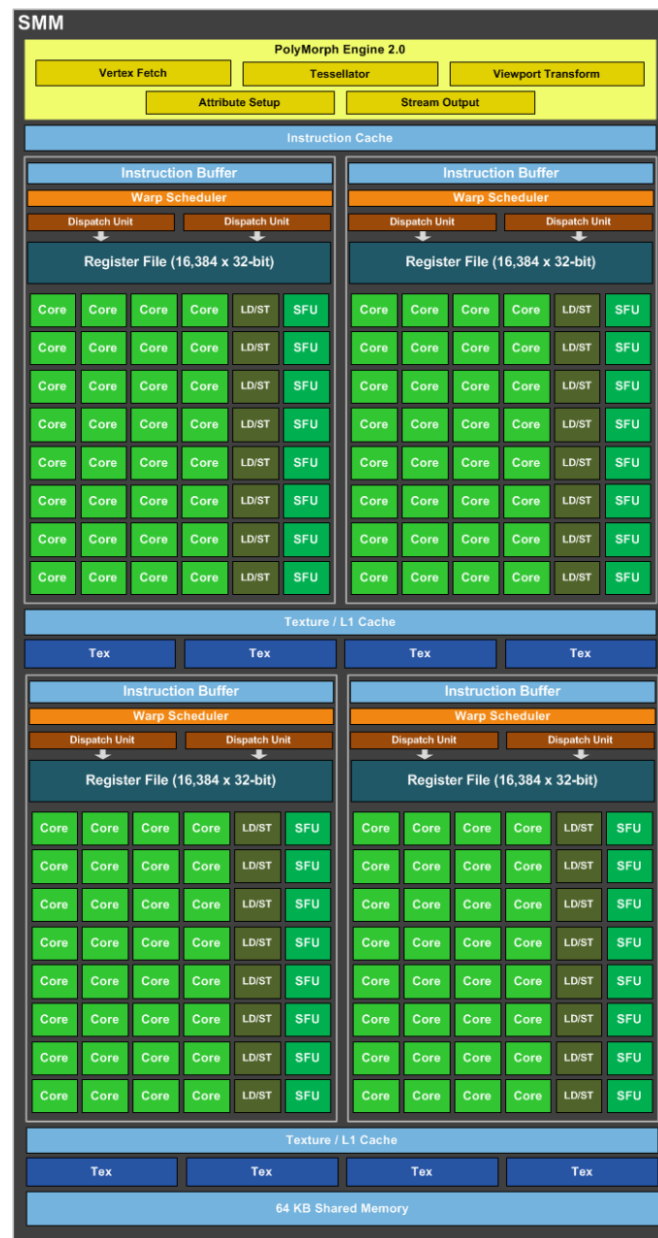 SMM
PolyMorph Engine 2.0
Vertex Fetch Tessellator Viewport Transform
Attribute Setup Stream Output
Instruction Cache
Instruction Buffer Instruction Buffer
Warp Scheduler Warp Scheduler
Dispatch Unit Dispatch Unit Dispatch Unit Dispatch Unit
Register File (16,384 x 32-bit) Register File (16,384 x 32-bit)
Core Core Core Core LD/ST SFU Core Core Core Core LD/ST SFU
Core Core Core Core LD/ST SFU Core Core Core Core LD/ST SFU
Core Core Core Core LD/ST SFU Core Core Core Core LD/ST SFU
Core Core Core Core LD/ST SFU Core Core Core Core LD/ST SFU
Core Core Core Core LD/ST SFU Core Core Core Core LD/ST SFU
Core Core Core Core LD/ST SFU Core Core Core Core LD/ST SFU
Core Core Core Core LD/ST SFU Core Core Core Core LD/ST SFU
Core Core Core Core LD/ST SFU Core Core Core Core LD/ST SFU
Texture / L1 Cache
Tex Tex Tex Tex
Instruction Buffer Instruction Buffer
Warp Scheduler Warp Scheduler
Dispatch Unit Dispatch Unit Dispatch Unit Dispatch Unit
Register File (16,384 x 32-bit) Register File (16,384 x 32-bit)
Core Core Core Core LD/ST SFU Core Core Core Core LD/ST SFU
Core Core Core Core LD/ST SFU Core Core Core Core LD/ST SFU
Core Core Core Core LD/ST SFU Core Core Core Core LD/ST SFU
Core Core Core Core LD/ST SFU Core Core Core Core LD/ST SFU
Core Core Core Core LD/ST SFU Core Core Core Core LD/ST SFU
Core Core Core Core LD/ST SFU Core Core Core Core LD/ST SFU
Core Core Core Core LD/ST SFU Core Core Core Core LD/ST SFU
Core Core Core Core LD/ST SFU Core Core Core Core LD/ST SFU
Texture / L1 Cache
Tex Tex Tex Tex
64 KB Shared Memory